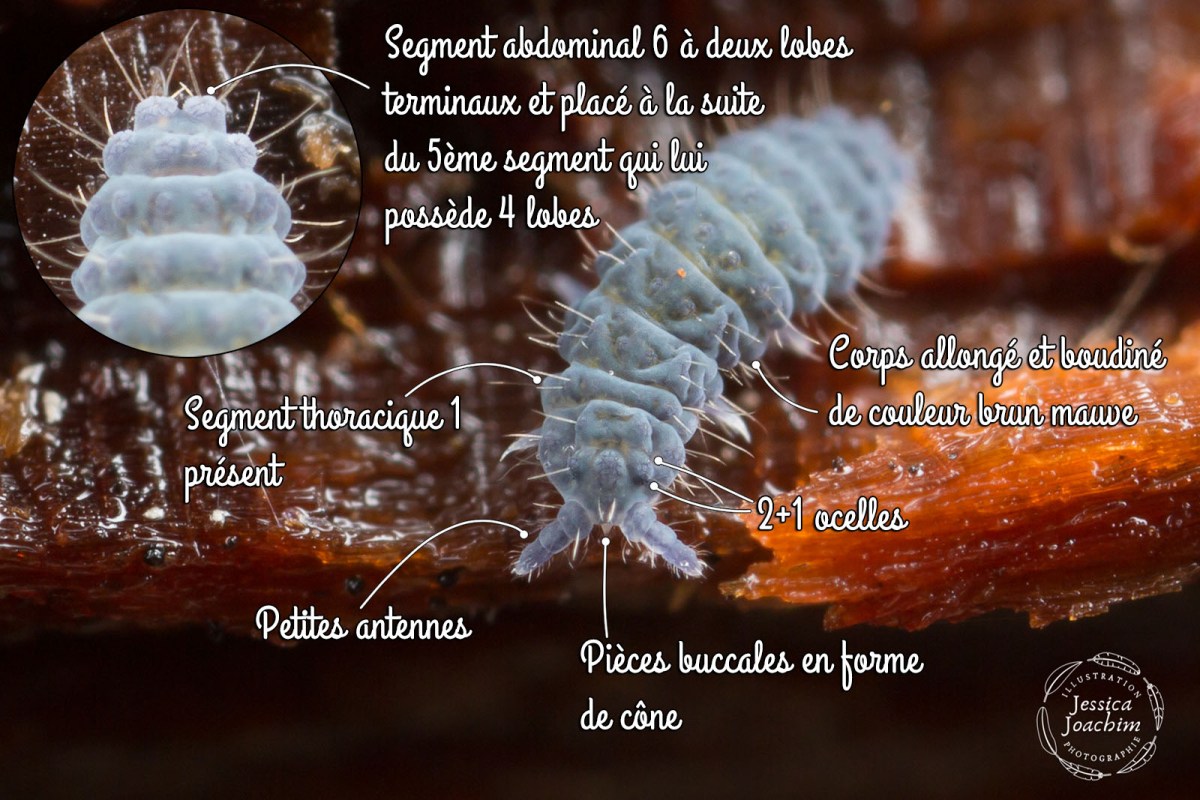 Segment abdominal 6 à deux lobes
terminaux et placé à la suite
du 5ème segment qui lui
possède 4 lobes
Corps allongé et boudiné
de couleur brun mauve
Segment thoracique 1
présent
2+1 ocelles
Petites antennes
Pièces buccales en forme
de cône
ILLUSTRATION
Jessica
Joachim
PHOTOGRAPHIE